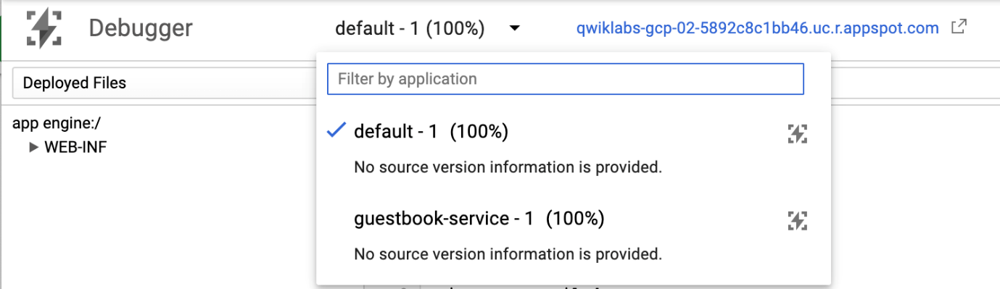 Debugger
default - 1 (100%)
qwiklabs-gcp-02-5892c8c1bb46.uc.r.appspot.com
Filter by application
Deployed Files
app engine:/
WEB-INF
default - 1 (100%)
No source version information is provided.
guestbook-service - 1 (100%)
No source version information is provided.